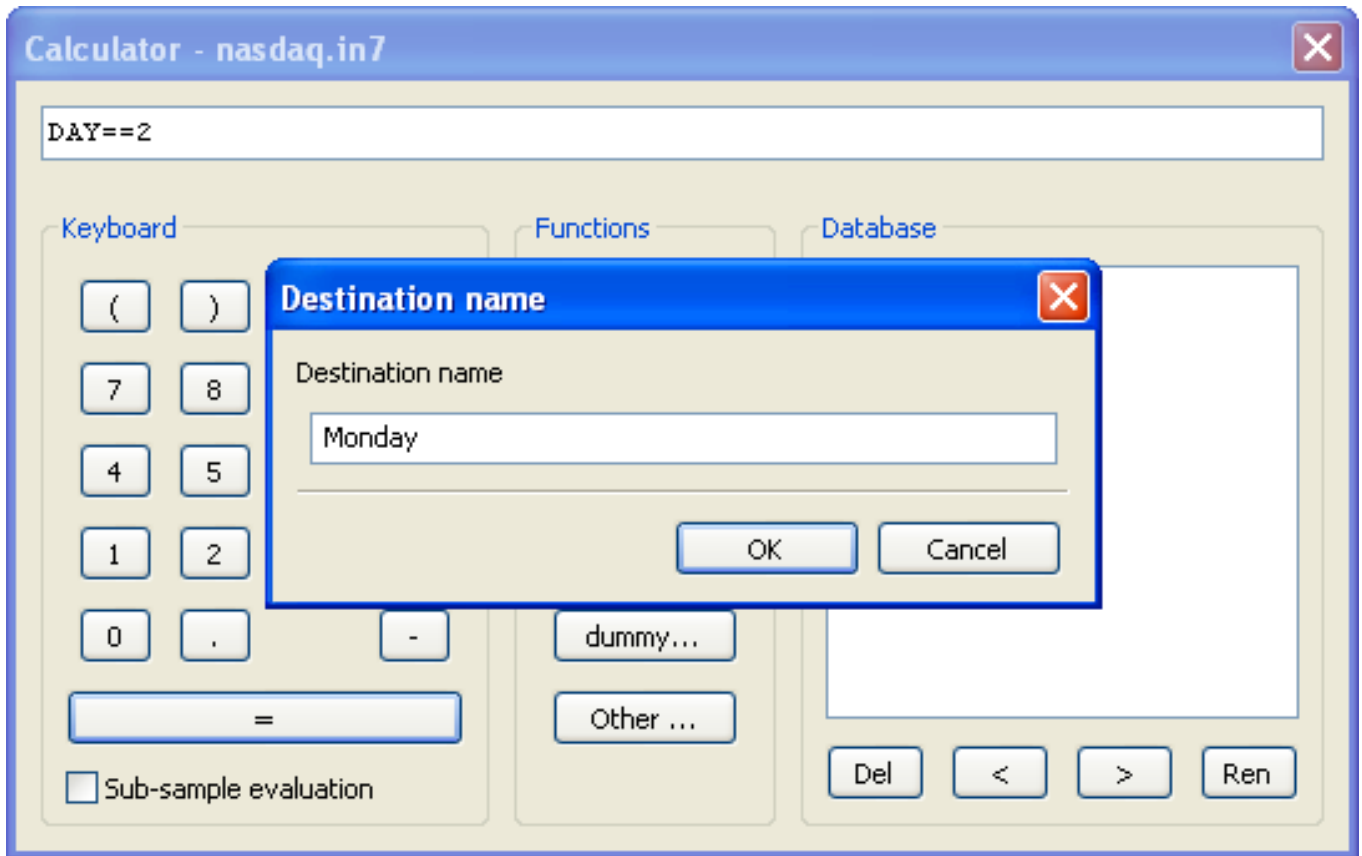 Calculator - nasdaq.in7
DAY==2
Keyboard
Functions
Database
( )
7 8
4 5
1 2
0 . -
=
Sub-sample evaluation
Destination name
Destination name
Monday
OK Cancel
dummy...
Other ...
Del < > Ren